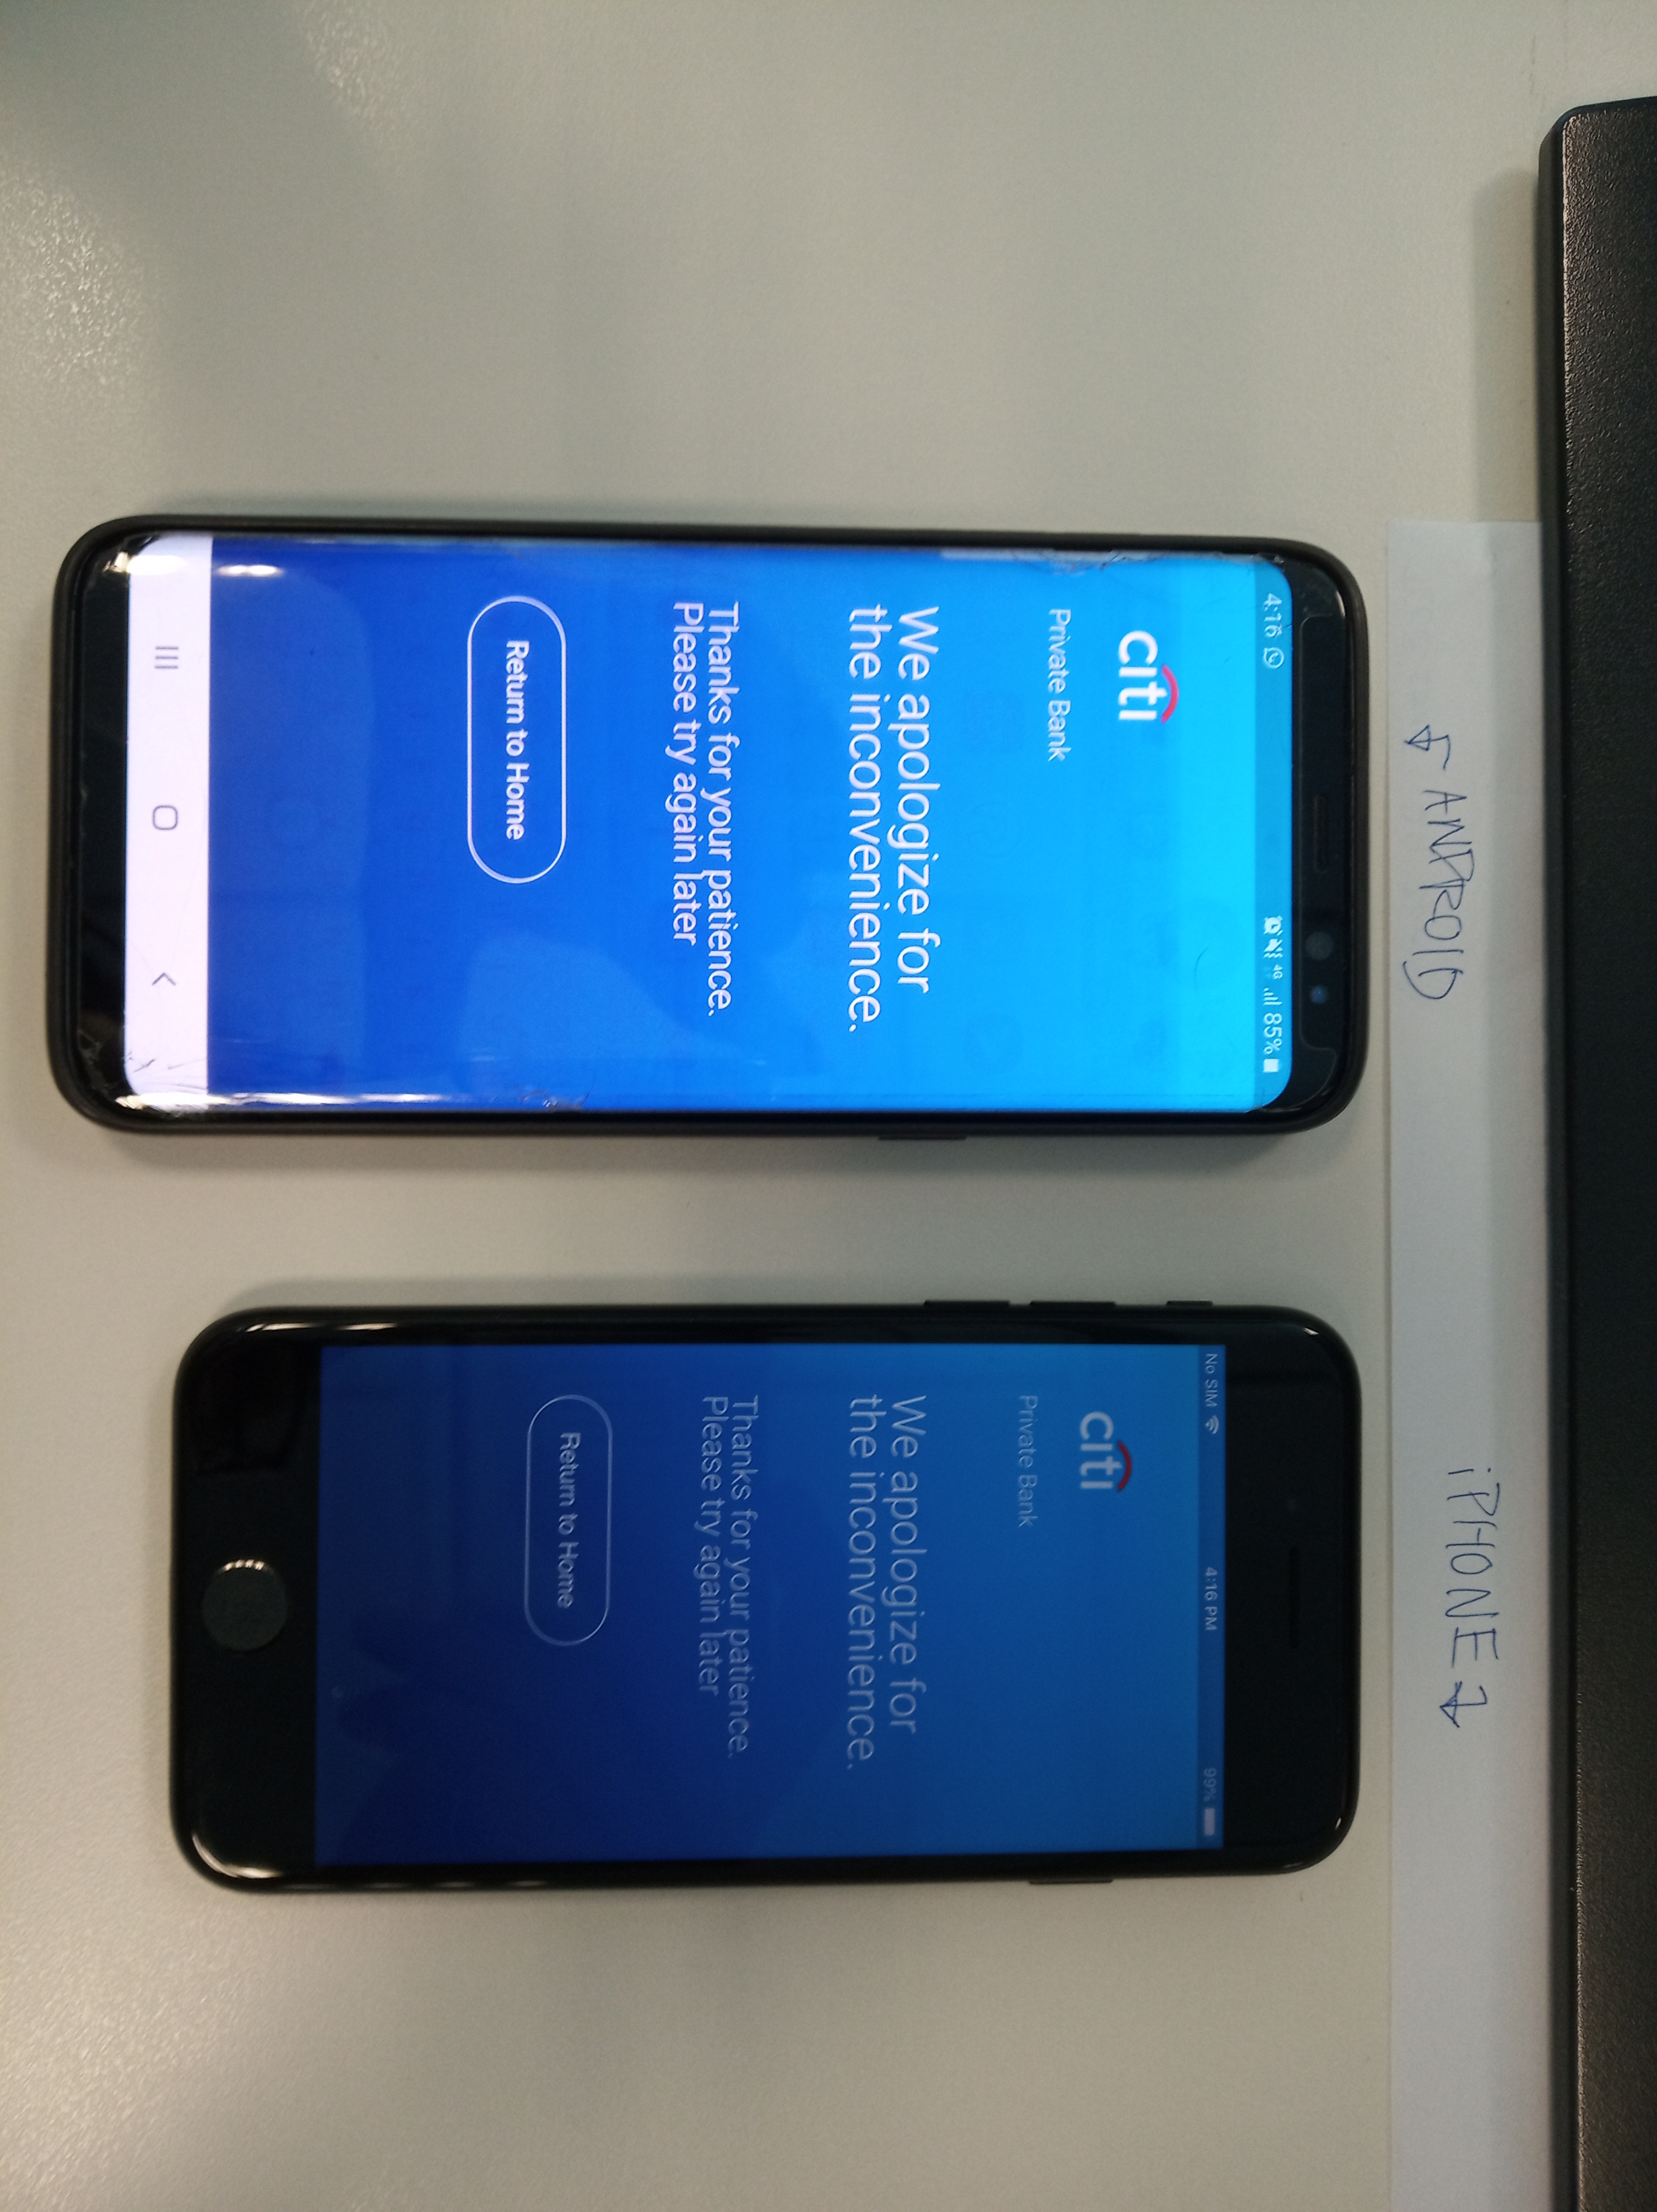 ANDROID
iPHONE
4:16
4G
85%
citi
Private Bank
We apologize for
the inconvenience.
Thanks for your patience.
Please try again later
Return to Home
No SIM
4:16 PM
99%
citi
Private Bank
We apologize for
the inconvenience.
Thanks for your patience.
Please try again later
Return to Home